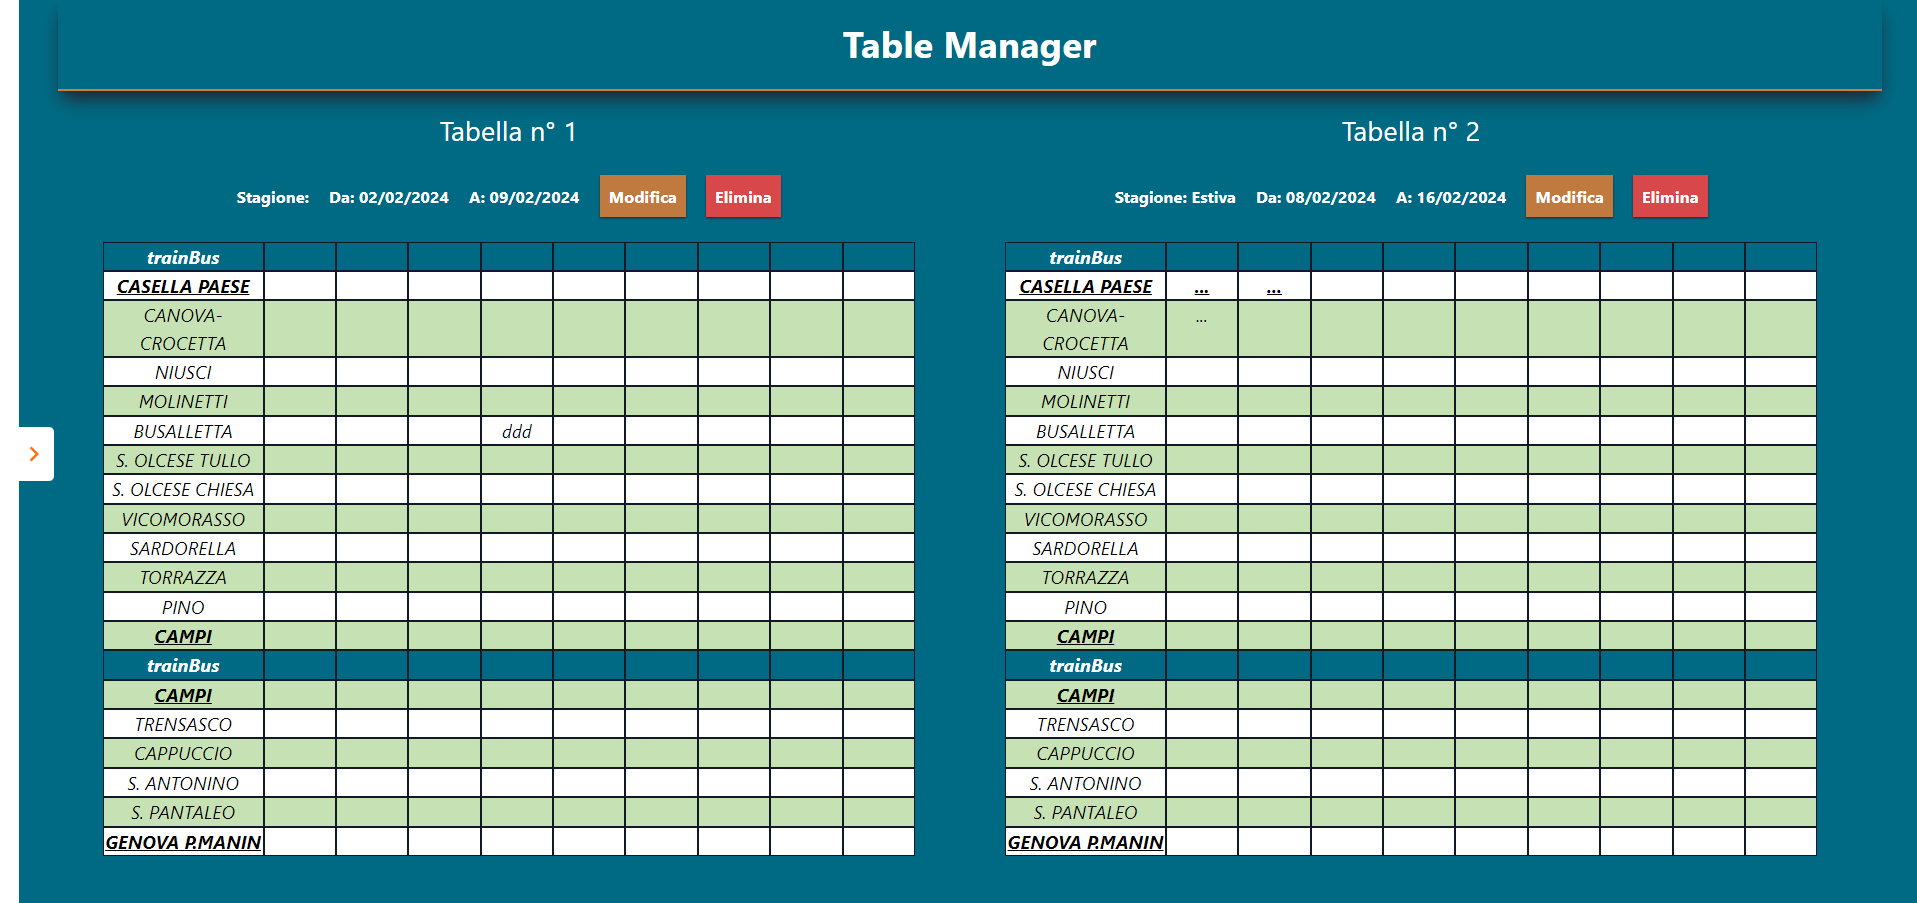 Table Manager
Tabella n° 1
Stagione: Da: 02/02/2024 A: 09/02/2024 Modifica Elimina
trainBus
CASELLA PAESE
CANOVA-
CROCETTA
NIUSCI
MOLINETTI
BUSALLETTA ddd
S. OLCESE TULLO
S. OLCESE CHIESA
VICOMORASSO
SARDORELLA
TORRAZZA
PINO
CAMPI
trainBus
CAMPI
TRENSASCO
CAPPUCCIO
S. ANTONINO
S. PANTALEO
GENOVA P.MANIN
Tabella n° 2
Stagione: Estiva Da: 08/02/2024 A: 16/02/2024 Modifica Elimina
trainBus
CASELLA PAESE ... ...
CANOVA- ...
CROCETTA
NIUSCI
MOLINETTI
BUSALLETTA
S. OLCESE TULLO
S. OLCESE CHIESA
VICOMORASSO
SARDORELLA
TORRAZZA
PINO
CAMPI
trainBus
CAMPI
TRENSASCO
CAPPUCCIO
S. ANTONINO
S. PANTALEO
GENOVA P.MANIN